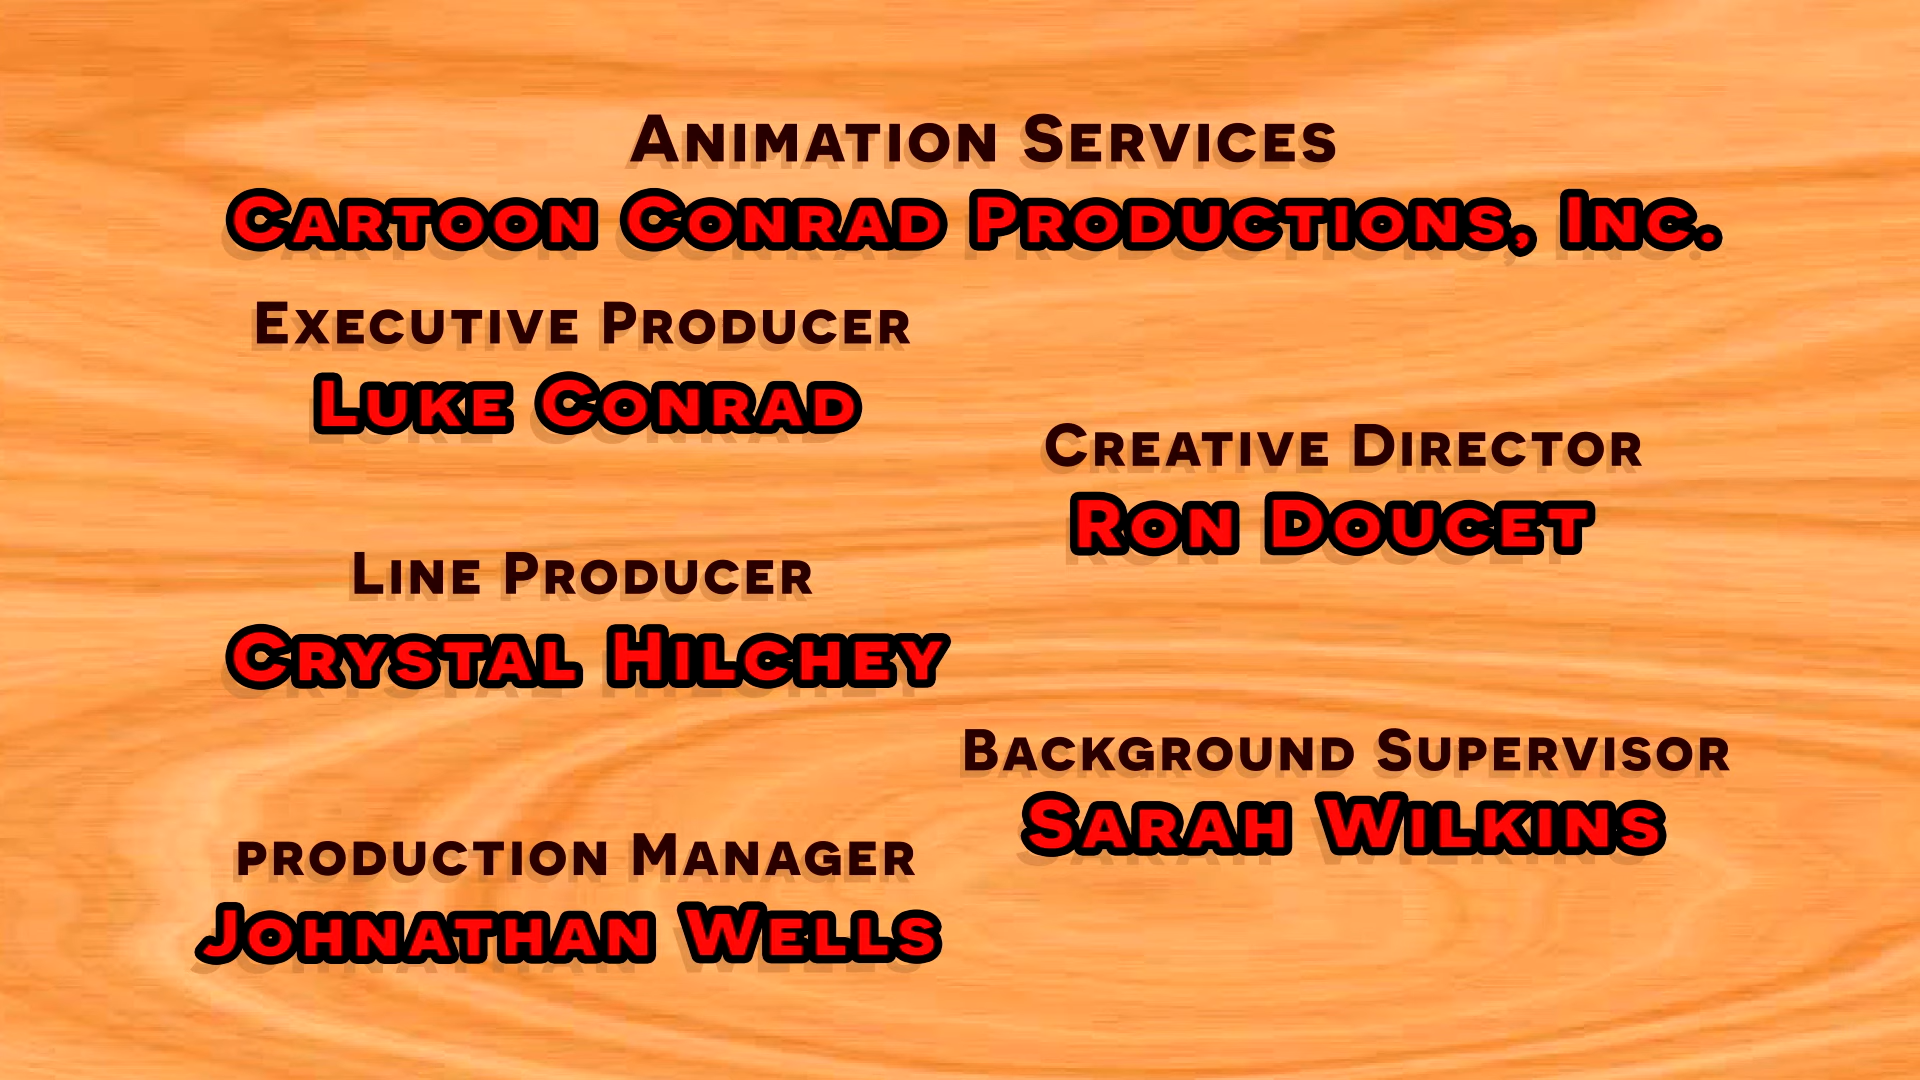 Animation Services
Cartoon Conrad Productions, Inc.
Executive Producer
Luke Conrad
Creative Director
Ron Doucet
Line Producer
Crystal Hilchey
Background Supervisor
Sarah Wilkins
production Manager
Johnathan Wells